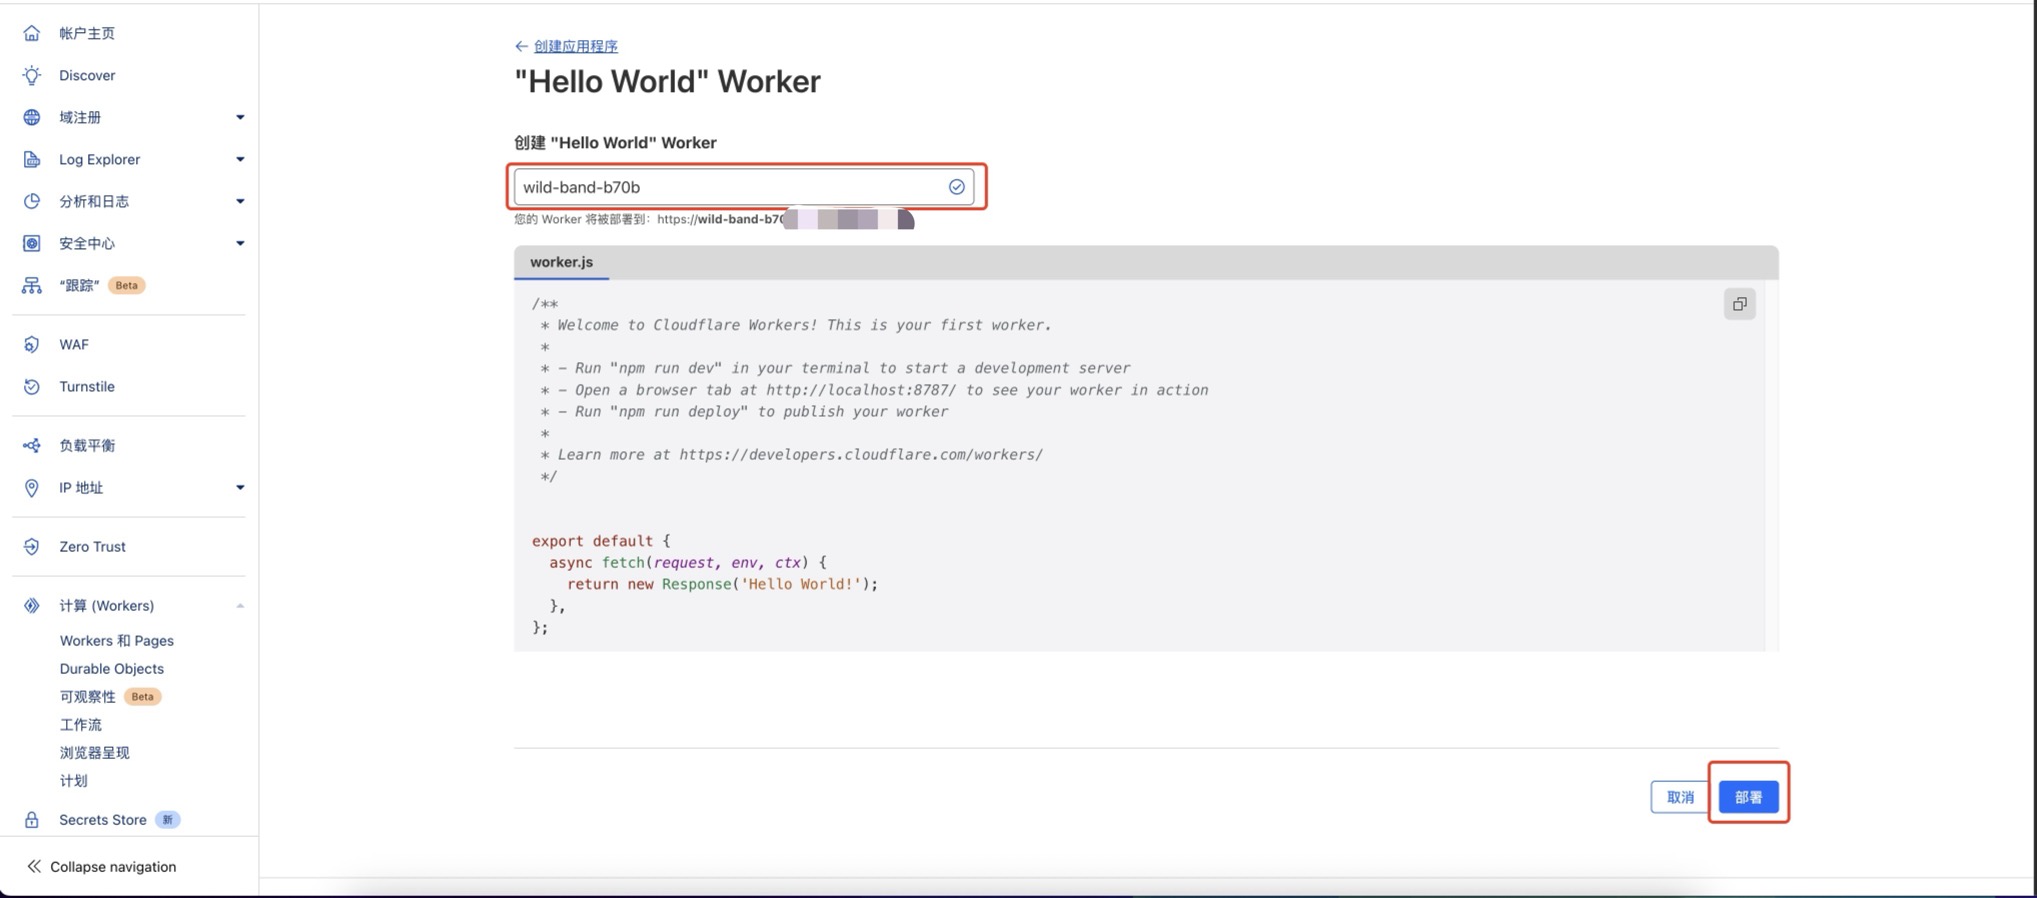 帐户主页
Discover
域注册
Log Explorer
分析和日志
安全中心
“跟踪” Beta
WAF
Turnstile
负载平衡
IP 地址
Zero Trust
计算 (Workers)
Workers 和 Pages
Durable Objects
可观察性 Beta
工作流
浏览器呈现
计划
Secrets Store 新
Collapse navigation
← 创建应用程序
"Hello World" Worker
创建 "Hello World" Worker
wild-band-b70b
您的 Worker 将被部署到：https://wild-band-b70
worker.js
/**
 * Welcome to Cloudflare Workers! This is your first worker.
 *
 * - Run "npm run dev" in your terminal to start a development server
 * - Open a browser tab at http://localhost:8787/ to see your worker in action
 * - Run "npm run deploy" to publish your worker
 *
 * Learn more at https://developers.cloudflare.com/workers/
 */
export default {
  async fetch(request, env, ctx) {
    return new Response('Hello World!');
  },
};
取消
部署